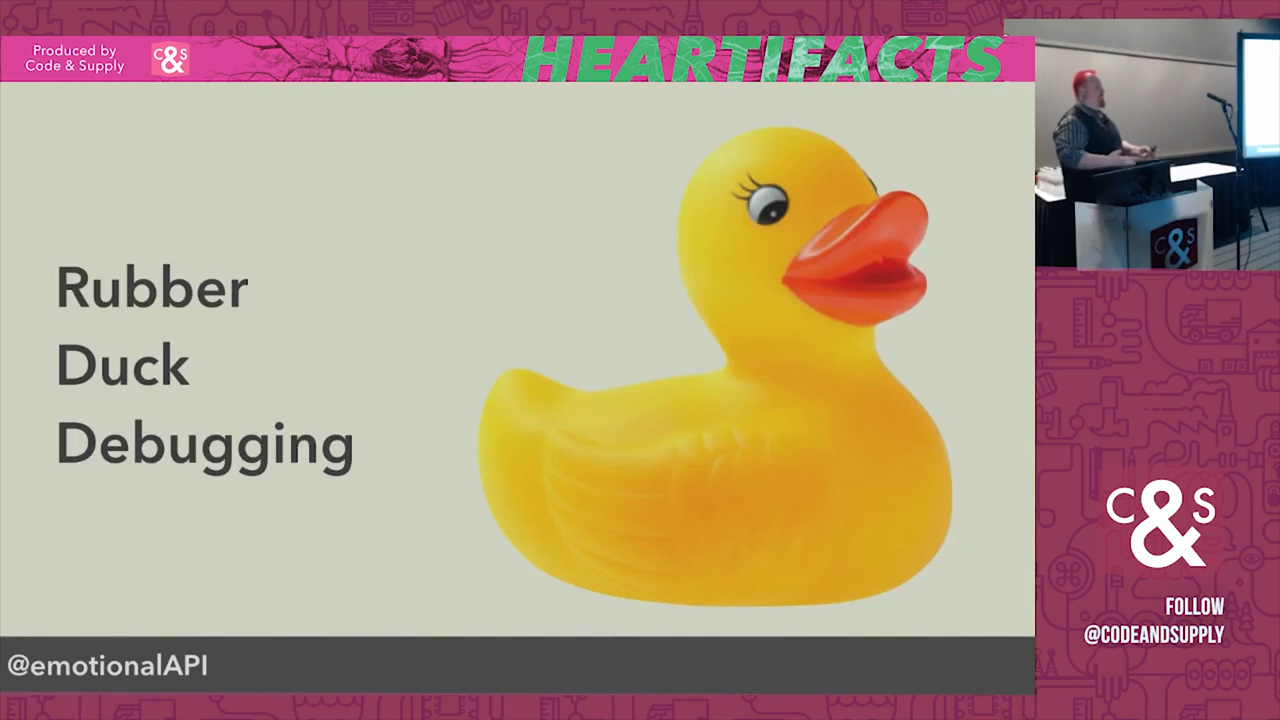 Produced by
Code & Supply
C&S
HEARTIFACTS
Rubber
Duck
Debugging
@emotionalAPI
C&S
C&S
FOLLOW
@CODEANDSUPPLY